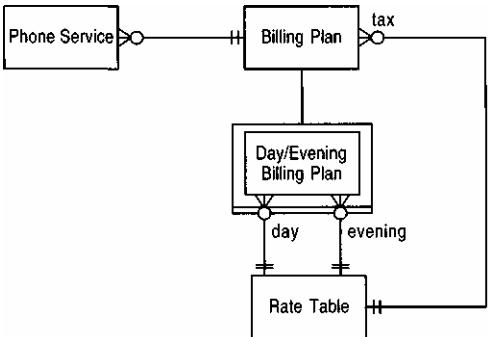 tax
Phone Service
Billing Plan
Day/Evening
Billing Plan
day
evening
Rate Table